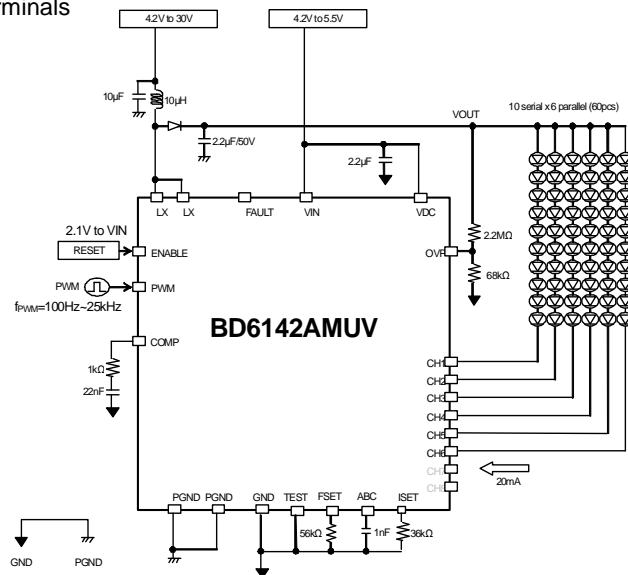 rminals
4.2V to 30V
4.2V to 5.5V
10µF
10µH
VOUT
10 serial x 6 parallel (60pcs)
2.2µF/50V
2.2µF
LX
LX
FAULT
VIN
VDC
2.1V to VIN
RESET
ENABLE
2.2MΩ
OVP
68kΩ
PWM
PWM
fPWM=100Hz~25kHz
BD6142AMUV
COMP
1kΩ
22nF
CH1
CH2
CH3
CH4
CH5
CH6
CH7
CH8
20mA
PGND
PGND
GND
TEST
FSET
ABC
ISET
56kΩ
1nF
36kΩ
GND
PGND